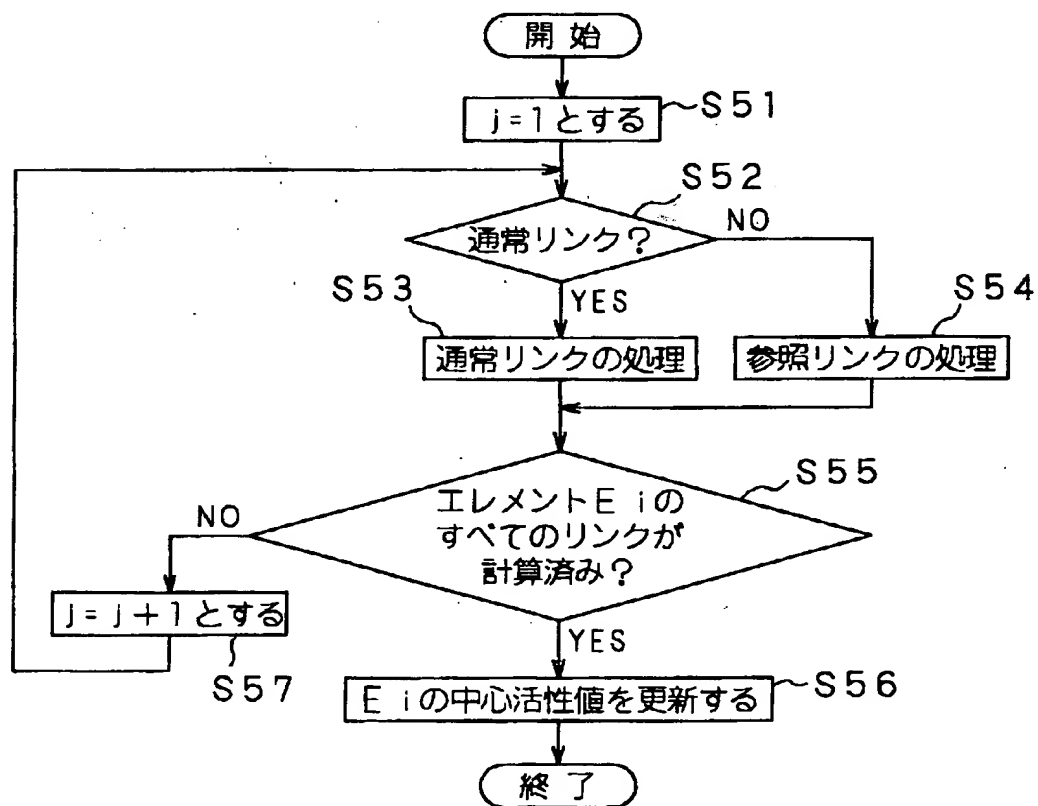 開始
j=1とする
S51
S52
通常リンク?
NO
YES
S53
通常リンクの処理
S54
参照リンクの処理
S55
エレメントEiの
すべてのリンクが
計算済み?
NO
j=j+1とする
S57
YES
Eiの中心活性値を更新する
S56
終了